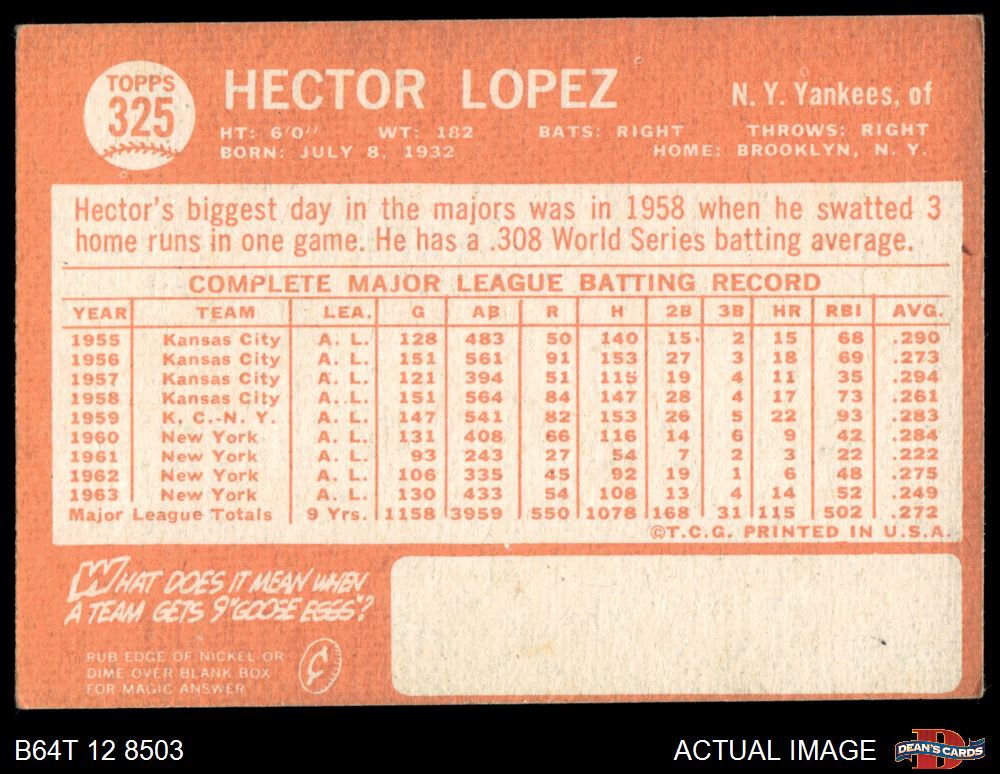 TOPPS
325
HECTOR LOPEZ
N. Y. Yankees, of
HT: 6'0" WT: 182 BATS: RIGHT THROWS: RIGHT
BORN: JULY 8, 1932 HOME: BROOKLYN, N. Y.
Hector's biggest day in the majors was in 1958 when he swatted 3
home runs in one game. He has a .308 World Series batting average.
COMPLETE MAJOR LEAGUE BATTING RECORD
YEAR TEAM LEA. G AB R H 2B 3B HR RBI AVG.
1955 Kansas City A. L. 128 483 50 140 15 2 15 68 .290
1956 Kansas City A. L. 151 561 91 153 27 3 18 69 .273
1957 Kansas City A. L. 121 394 51 115 19 4 11 35 .294
1958 Kansas City A. L. 151 564 84 147 28 4 17 73 .261
1959 K. C.-N. Y. A. L. 147 541 82 153 26 5 22 93 .283
1960 New York A. L. 131 408 66 116 14 6 9 42 .284
1961 New York A. L. 93 243 27 54 7 2 3 22 .222
1962 New York A. L. 106 335 45 92 19 1 6 48 .275
1963 New York A. L. 130 433 54 108 13 4 14 52 .249
Major League Totals 9 Yrs. 1158 3959 550 1078 168 31 115 502 .272
©T.C.G. PRINTED IN U.S.A.
WHAT DOES IT MEAN WHEN
A TEAM GETS 9 "GOOSE EGGS"?
RUB EDGE OF NICKEL OR
DIME OVER BLANK BOX
FOR MAGIC ANSWER
¢
B64T 12 8503
ACTUAL IMAGE
D
DEAN'S CARDS